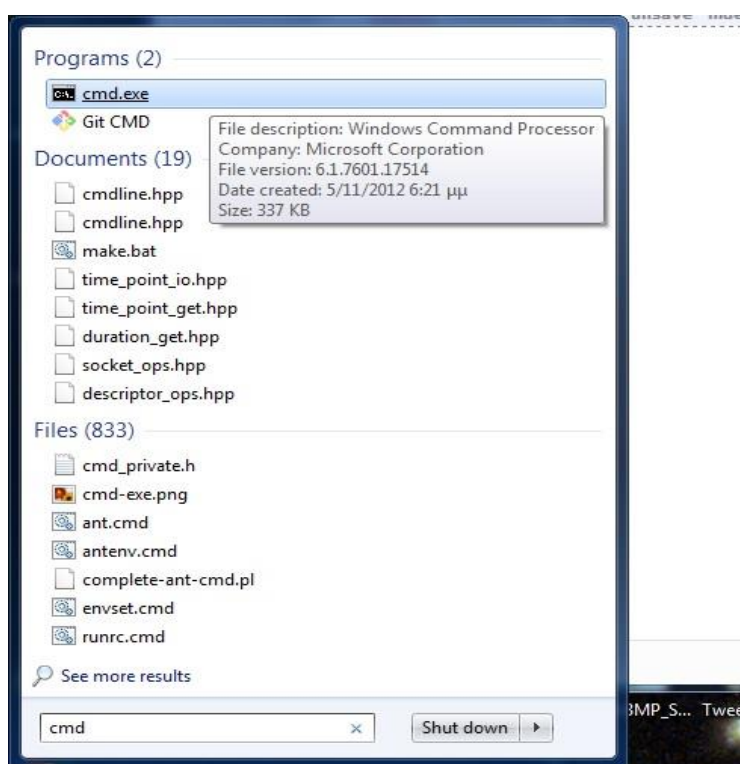 Programs (2)
cmd.exe
Git CMD
File description: Windows Command Processor
Company: Microsoft Corporation
File version: 6.1.7601.17514
Date created: 5/11/2012 6:21 μμ
Size: 337 KB
Documents (19)
cmdline.hpp
cmdline.hpp
make.bat
time_point_io.hpp
time_point_get.hpp
duration_get.hpp
socket_ops.hpp
descriptor_ops.hpp
Files (833)
cmd_private.h
cmd-exe.png
ant.cmd
antenv.cmd
complete-ant-cmd.pl
envset.cmd
runrc.cmd
See more results
cmd
Shut down
3MP_S... Twee